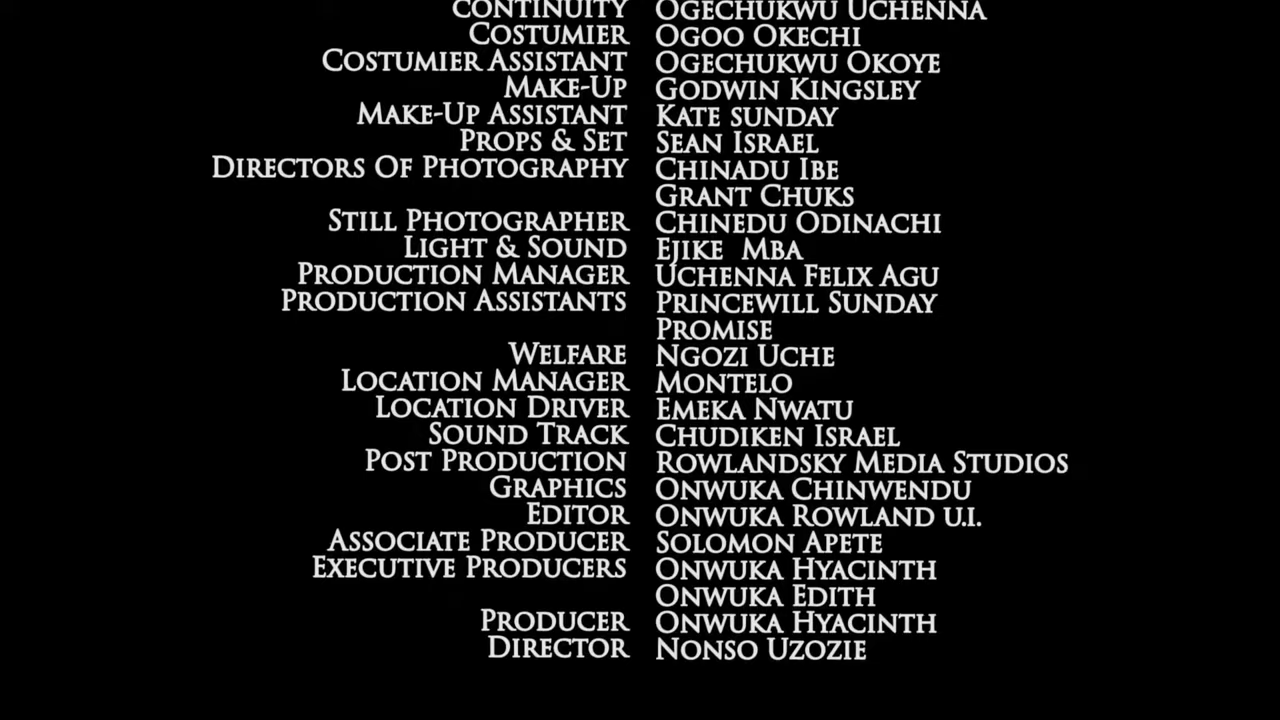 CONTINUITY OGECHUKWU UCHENNA
COSTUMIER OGOO OKECHI
COSTUMIER ASSISTANT OGECHUKWU OKOYE
MAKE-UP GODWIN KINGSLEY
MAKE-UP ASSISTANT KATE SUNDAY
PROPS & SET SEAN ISRAEL
DIRECTORS OF PHOTOGRAPHY CHINADU IBE
GRANT CHUKS
STILL PHOTOGRAPHER CHINEDU ODINACHI
LIGHT & SOUND EJIKE MBA
PRODUCTION MANAGER UCHENNA FELIX AGU
PRODUCTION ASSISTANTS PRINCEWILL SUNDAY
PROMISE
WELFARE NGOZI UCHE
LOCATION MANAGER MONTELO
LOCATION DRIVER EMEKA NWATU
SOUND TRACK CHUDIKEN ISRAEL
POST PRODUCTION ROWLANDSKY MEDIA STUDIOS
GRAPHICS ONWUKA CHINWENDU
EDITOR ONWUKA ROWLAND U.I.
ASSOCIATE PRODUCER SOLOMON APETE
EXECUTIVE PRODUCERS ONWUKA HYACINTH
ONWUKA EDITH
PRODUCER ONWUKA HYACINTH
DIRECTOR NONSO UZOZIE